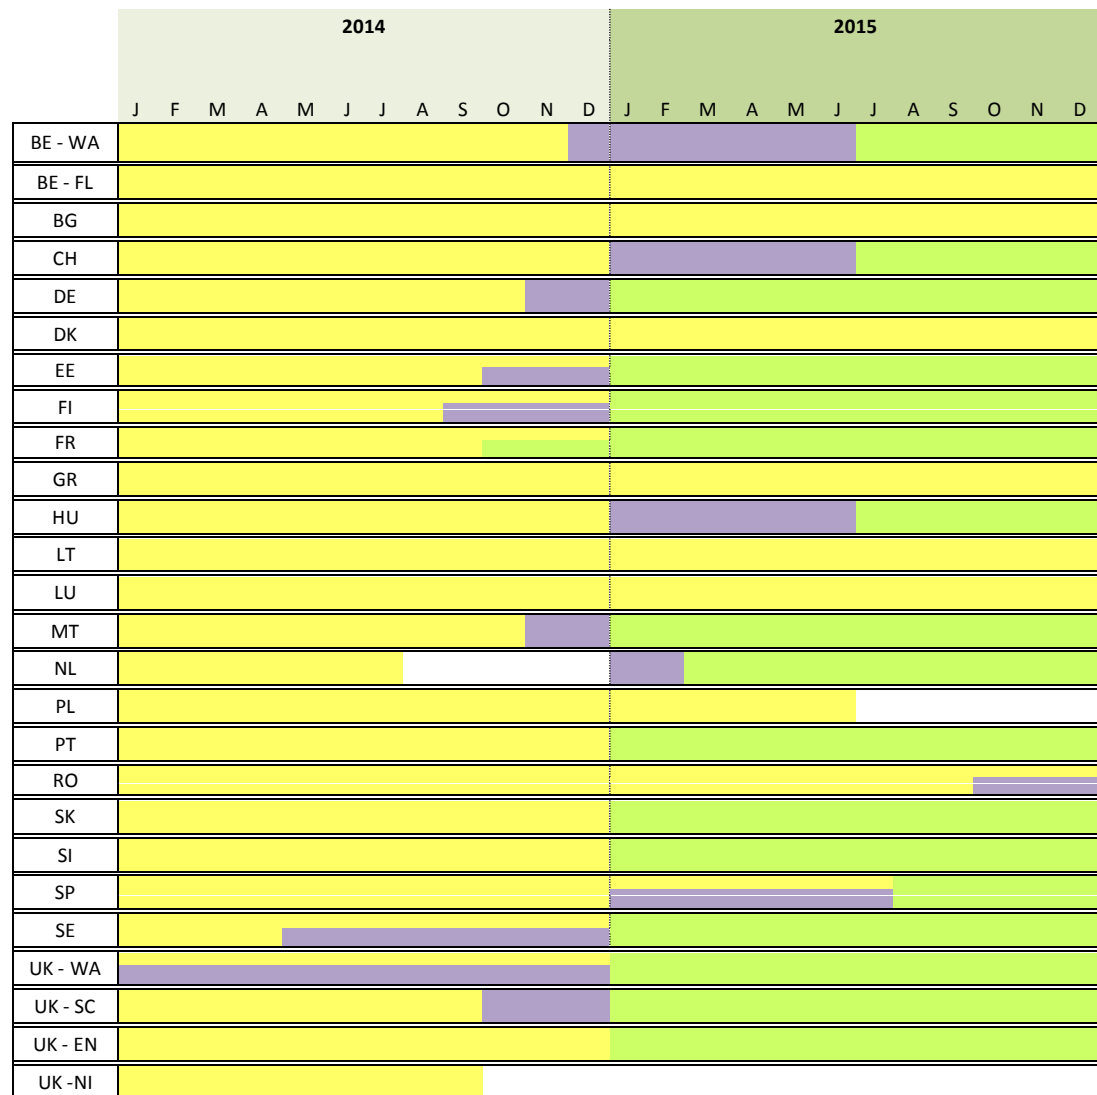 2014 2015
J F M A M J J A S O N D J F M A M J J A S O N D
BE - WA
BE - FL
BG
CH
DE
DK
EE
FI
FR
GR
HU
LT
LU
MT
NL
PL
PT
RO
SK
SI
SP
SE
UK - WA
UK - SC
UK - EN
UK -NI